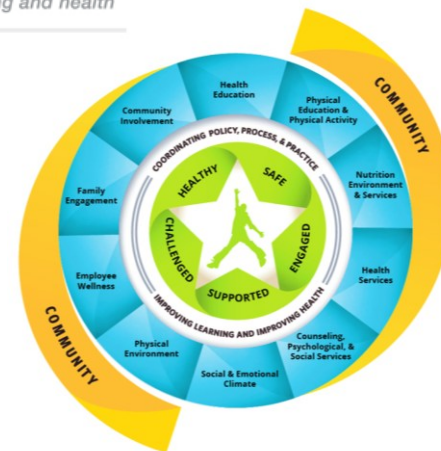 ng and health
COMMUNITY
Health
Education
Physical
Education &
Physical Activity
Nutrition
Environment
& Services
Health
Services
Counseling,
Psychological, &
Social Services
Social & Emotional
Climate
Physical
Environment
Employee
Wellness
Family
Engagement
Community
Involvement
COORDINATING POLICY, PROCESS, & PRACTICE
IMPROVING LEARNING AND IMPROVING HEALTH
HEALTHY
SAFE
ENGAGED
SUPPORTED
CHALLENGED
COMMUNITY